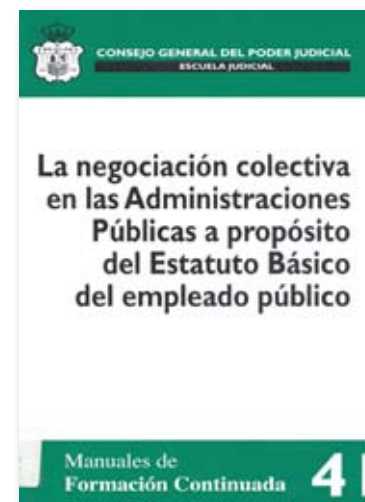 CONSEJO GENERAL DEL PODER JUDICIAL
ESCUELA JUDICIAL
La negociación colectiva
en las Administraciones
Públicas a propósito
del Estatuto Básico
del empleado público
Manuales de
Formación Continuada 4